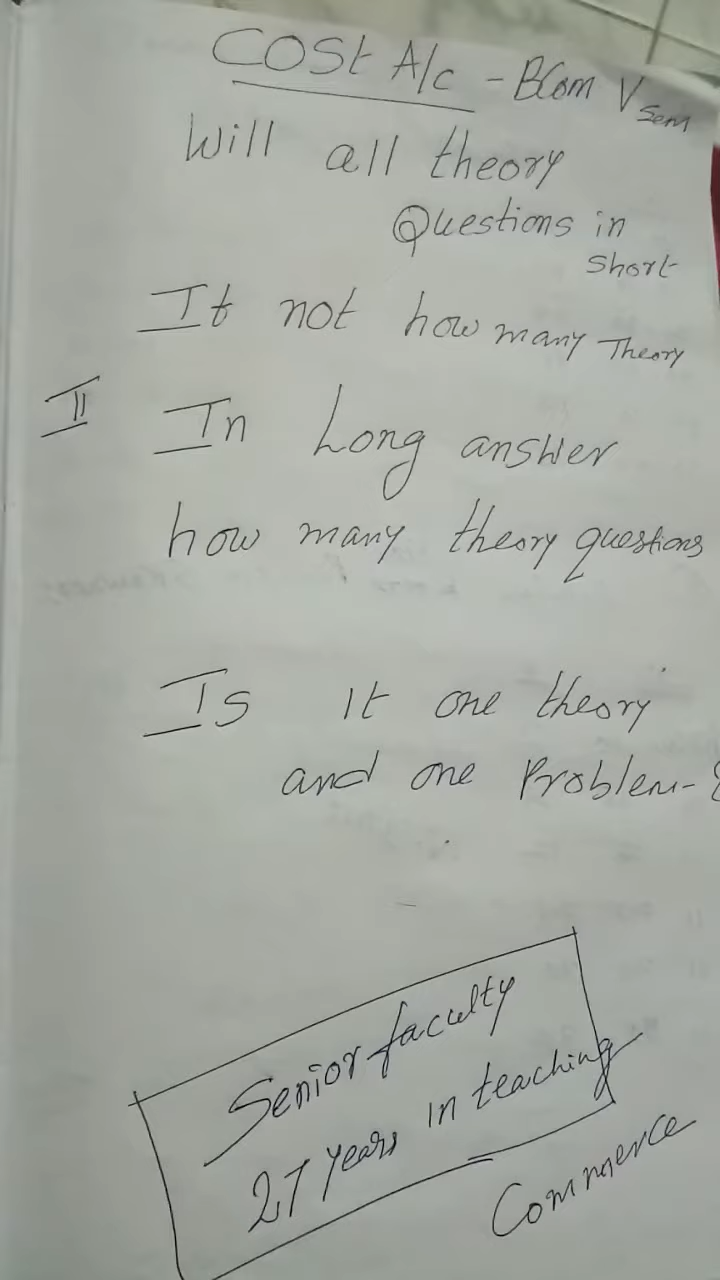 COSt A/c - BCom V Sem
Will all theory
Questions in
Short
If not how many Theory
II In Long answer
how many theory questions
Is it one theory
and one Problem-
Senior faculty
27 years in teaching
Commerce